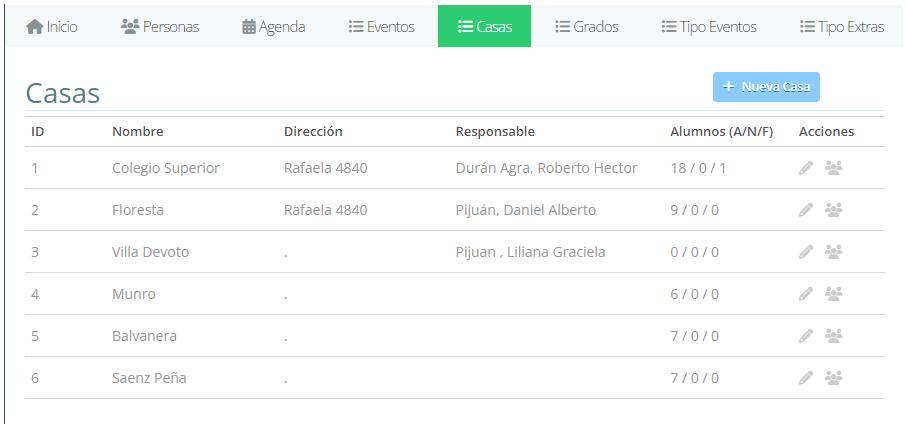 Inicio Personas Agenda Eventos Casas Grados Tipo Eventos Tipo Extras
Casas
+ Nueva Casa
ID Nombre Dirección Responsable Alumnos (A/N/F) Acciones
1 Colegio Superior Rafaela 4840 Durán Agra, Roberto Hector 18 / 0 / 1
2 Floresta Rafaela 4840 Pijuán, Daniel Alberto 9 / 0 / 0
3 Villa Devoto . Pijuan , Liliana Graciela 0 / 0 / 0
4 Munro . 6 / 0 / 0
5 Balvanera . 7 / 0 / 0
6 Saenz Peña . 7 / 0 / 0